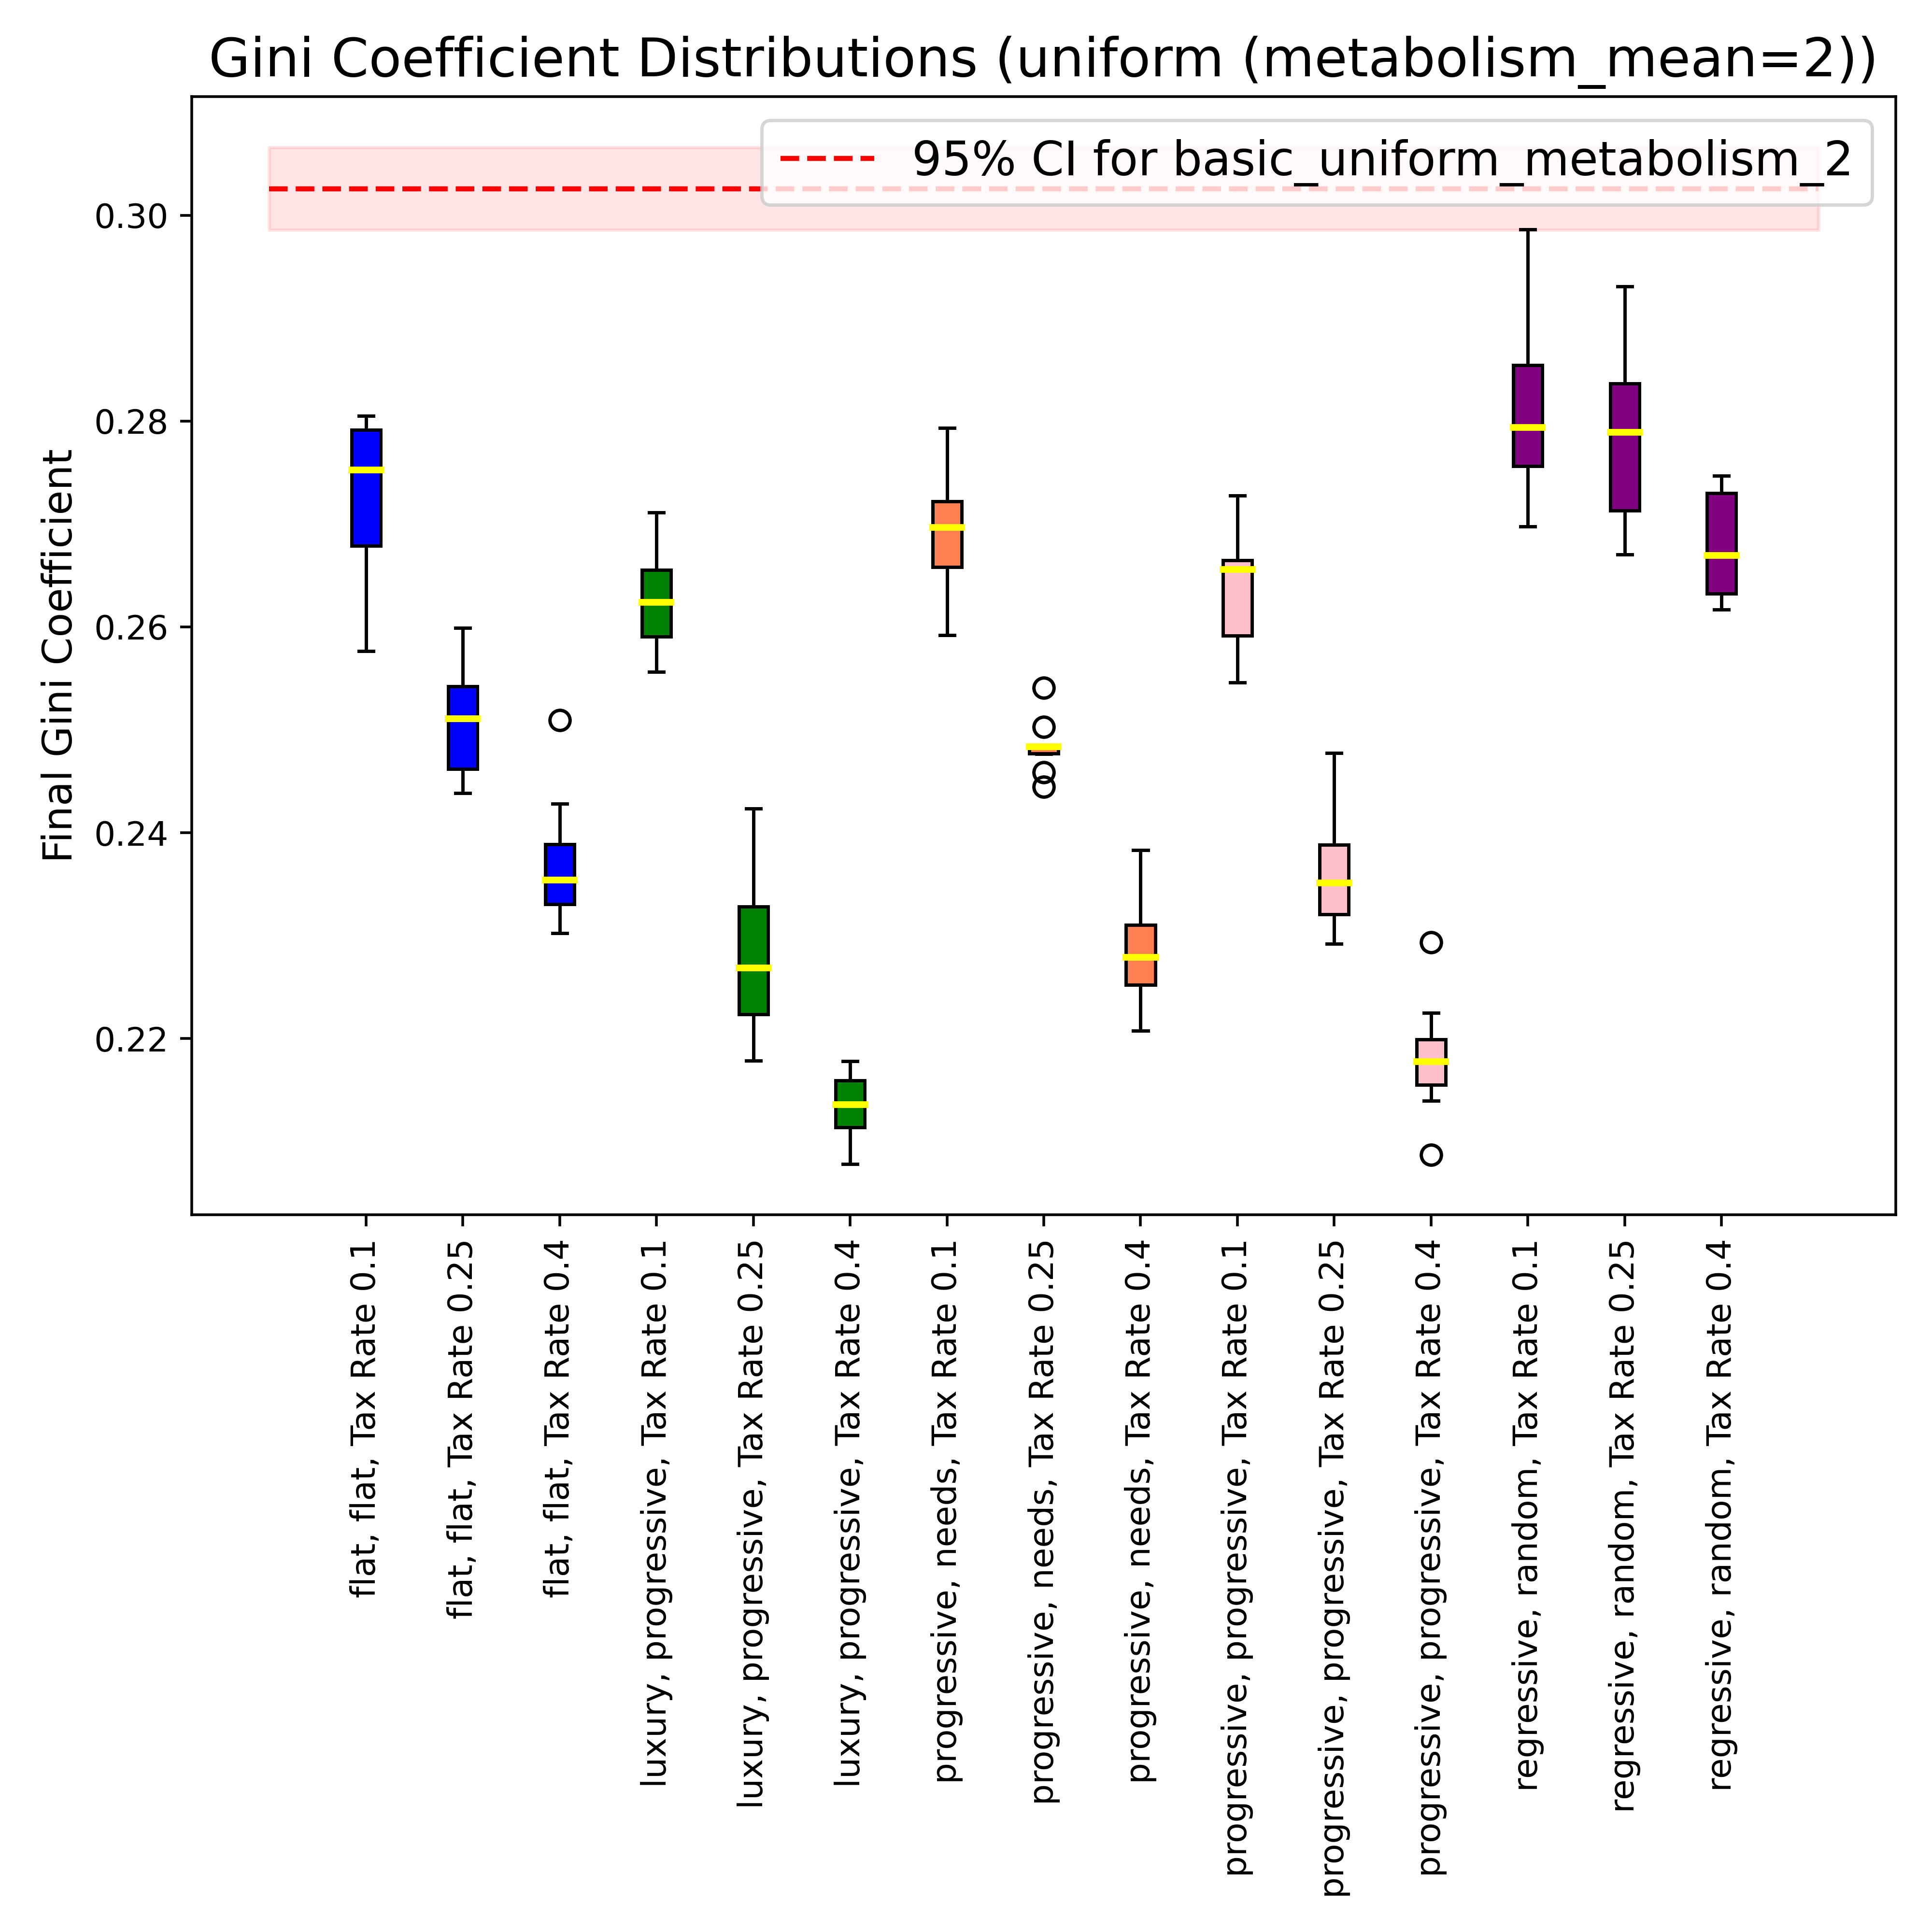 Gini Coefficient Distributions (uniform (metabolism_mean=2))
95% CI for basic_uniform_metabolism_2
Final Gini Coefficient
0.30
0.28
0.26
0.24
0.22
flat, flat, Tax Rate 0.1
flat, flat, Tax Rate 0.25
flat, flat, Tax Rate 0.4
luxury, progressive, Tax Rate 0.1
luxury, progressive, Tax Rate 0.25
luxury, progressive, Tax Rate 0.4
progressive, needs, Tax Rate 0.1
progressive, needs, Tax Rate 0.25
progressive, needs, Tax Rate 0.4
progressive, progressive, Tax Rate 0.1
progressive, progressive, Tax Rate 0.25
progressive, progressive, Tax Rate 0.4
regressive, random, Tax Rate 0.1
regressive, random, Tax Rate 0.25
regressive, random, Tax Rate 0.4